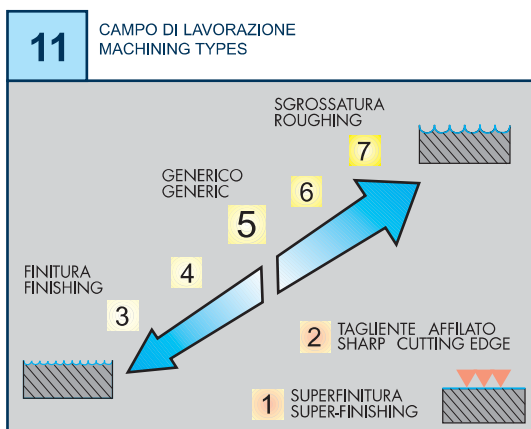 11
CAMPO DI LAVORAZIONE
MACHINING TYPES
SGROSSATURA
ROUGHING
7
GENERICO
GENERIC
6
5
4
FINITURA
FINISHING
3
2
TAGLIENTE AFFILATO
SHARP CUTTING EDGE
1
SUPERFINITURA
SUPER-FINISHING